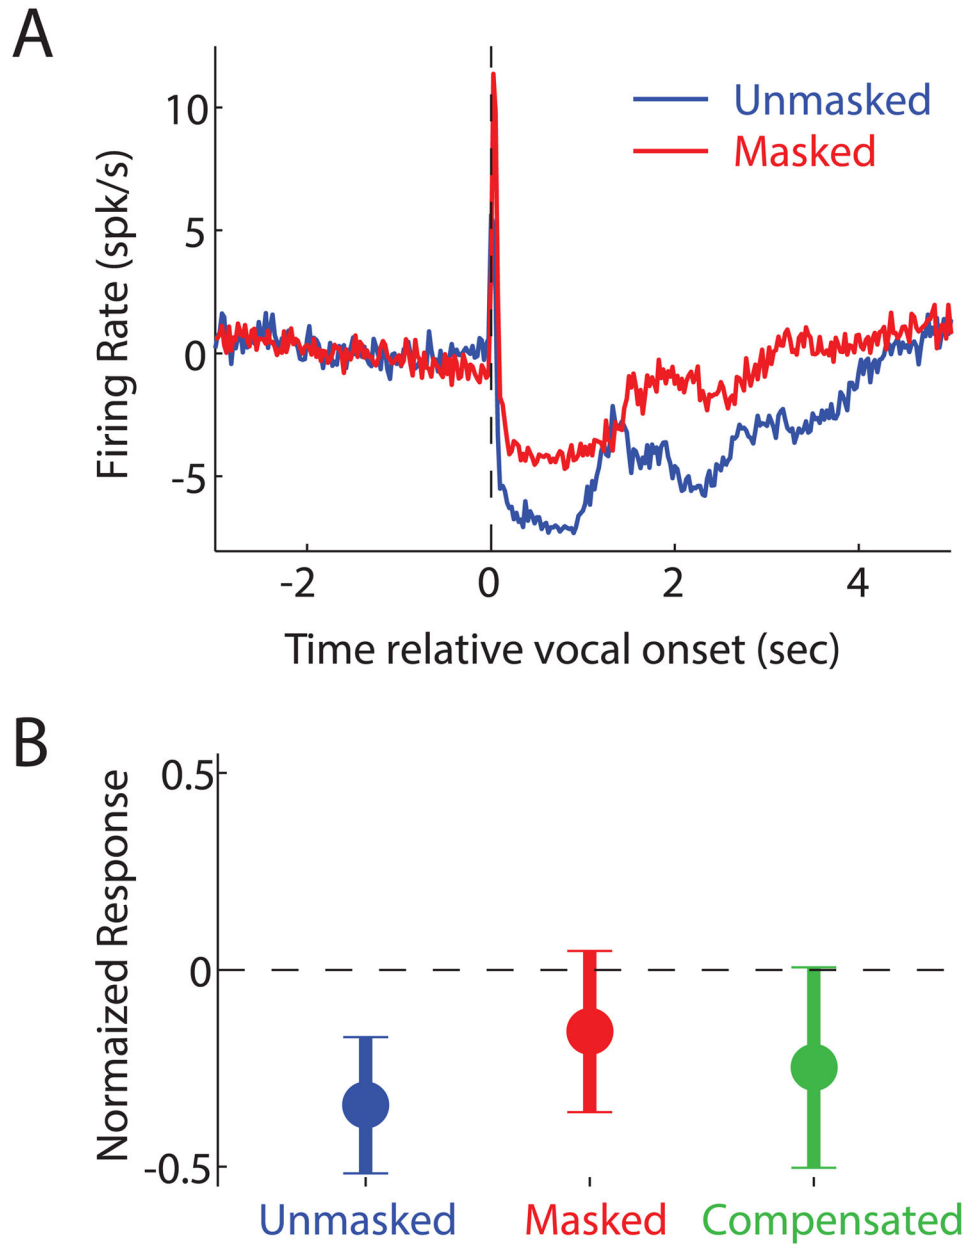 A
Unmasked
Masked
Firing Rate (spk/s)
10
5
0
-5
-2
0
2
4
Time relative vocal onset (sec)
B
Normaized Response
0.5
0
-0.5
Unmasked
Masked
Compensated